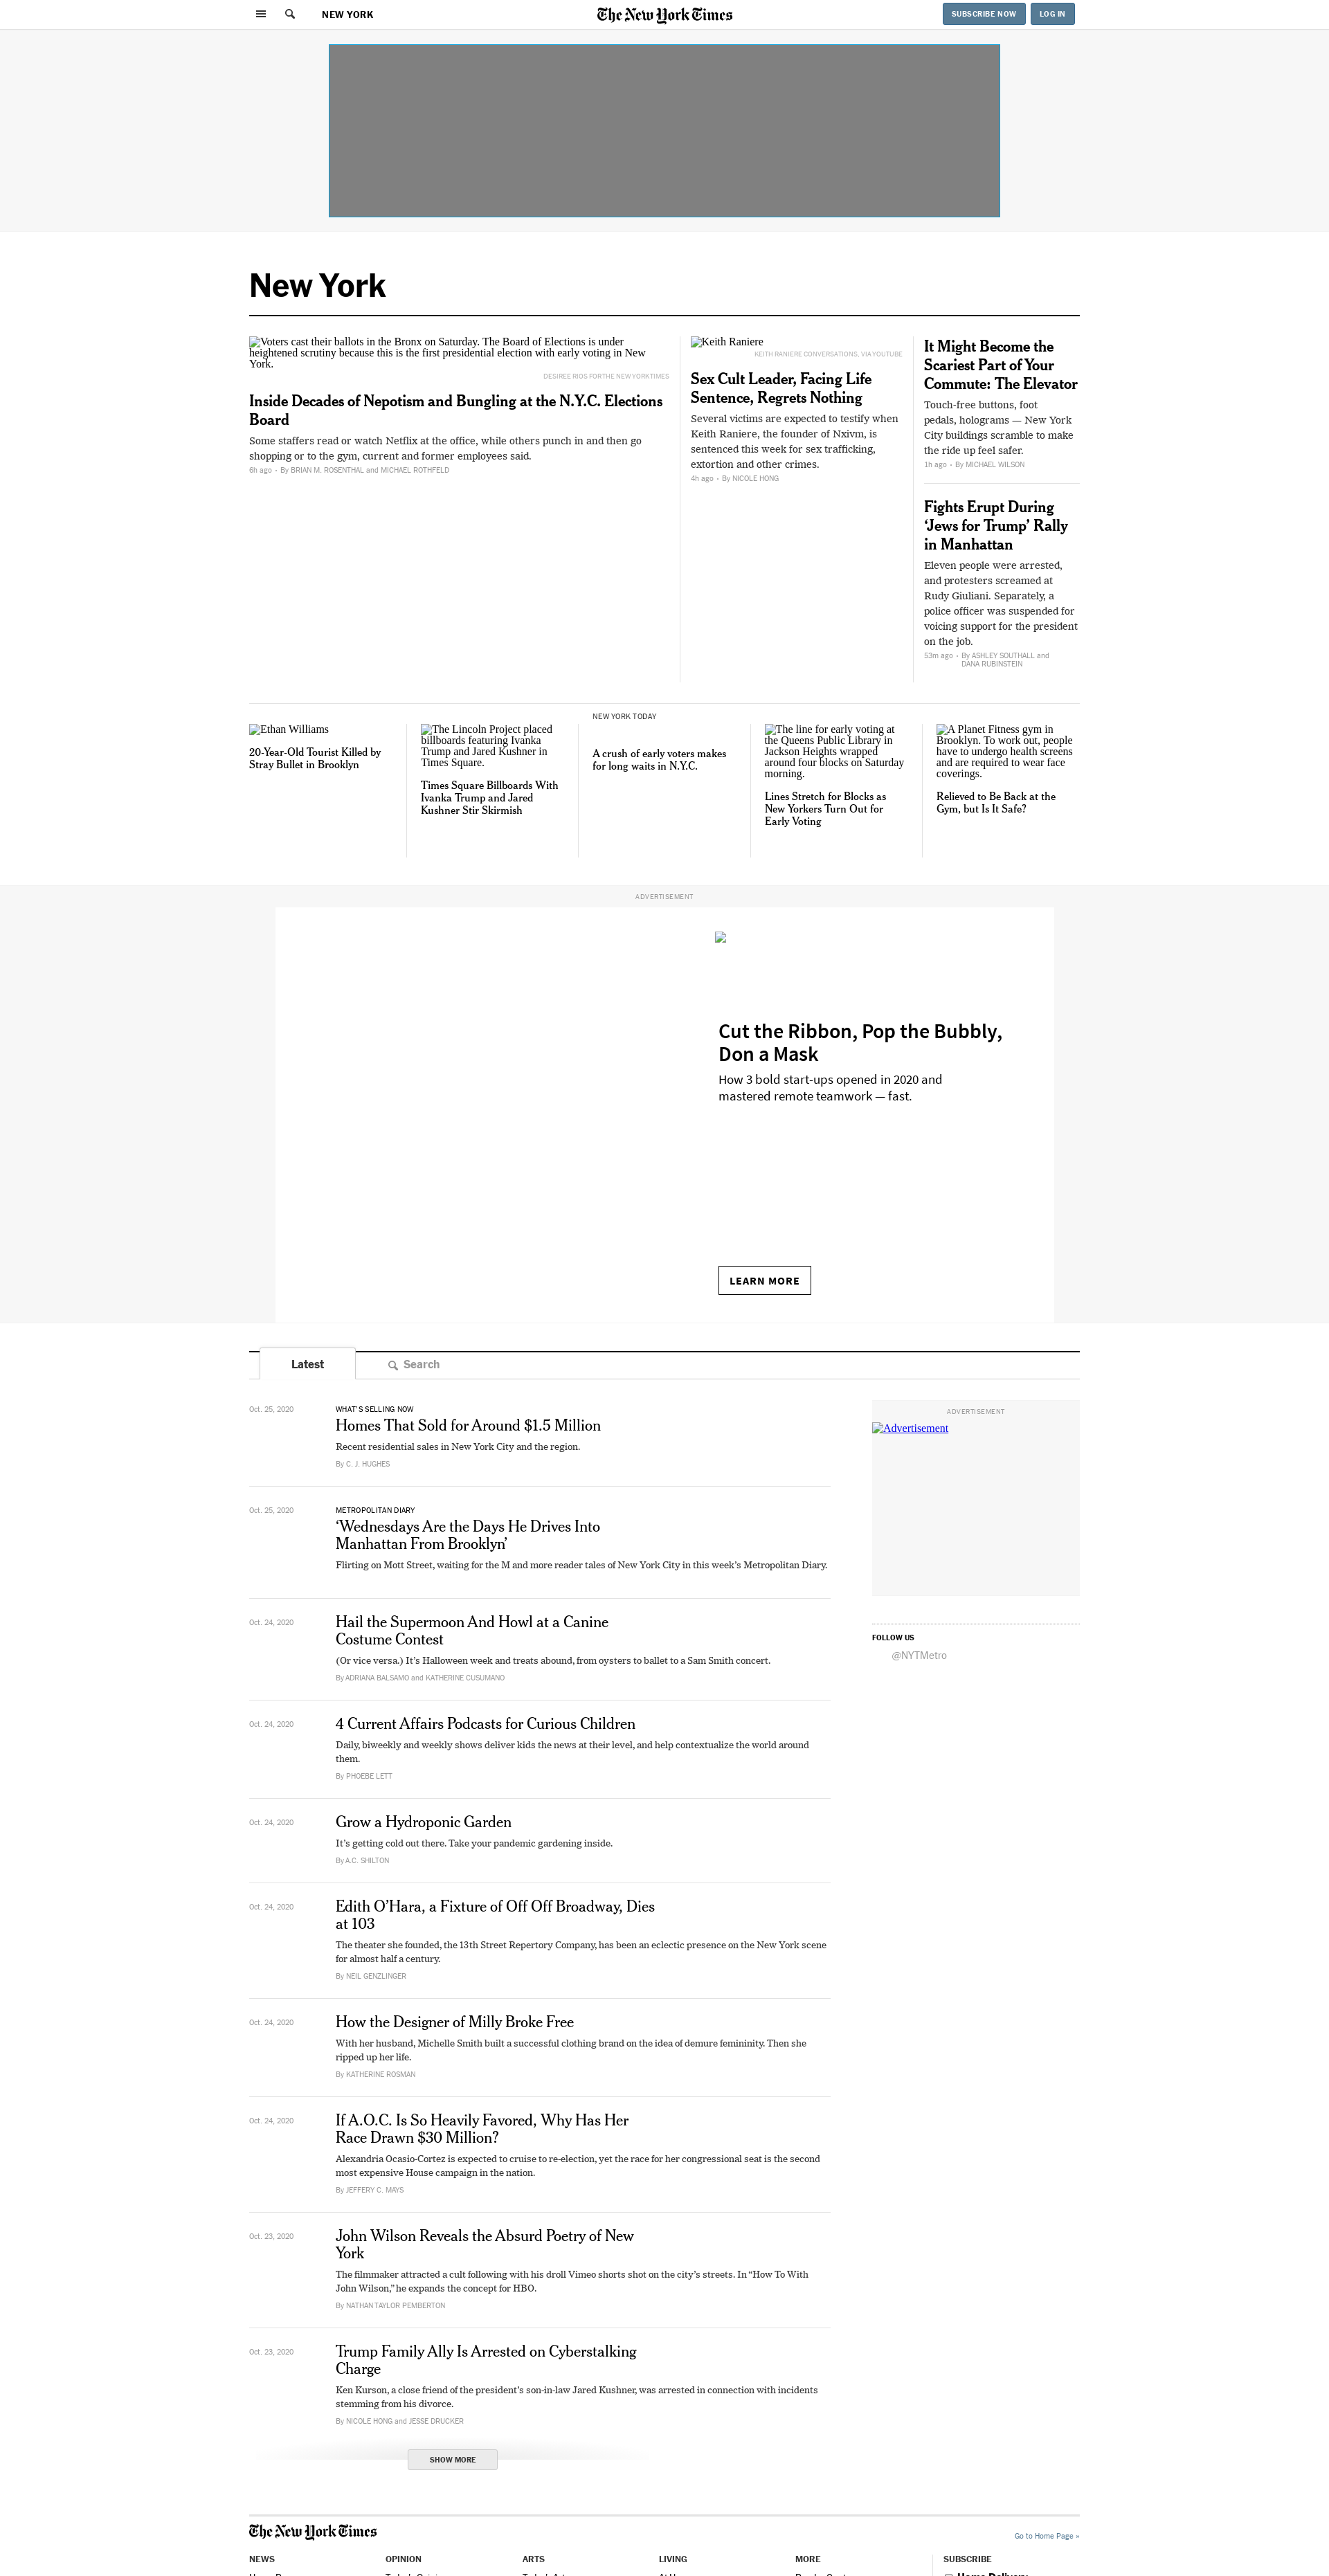 NEW YORK
The New York Times
SUBSCRIBE NOW
LOG IN
New York
Voters cast their ballots in the Bronx on Saturday. The Board of Elections is under
heightened scrutiny because this is the first presidential election with early voting in New
York.
DESIREE RIOS FOR THE NEW YORK TIMES
Inside Decades of Nepotism and Bungling at the N.Y.C. Elections
Board
Some staffers read or watch Netflix at the office, while others punch in and then go
shopping or to the gym, current and former employees said.
6h ago • By BRIAN M. ROSENTHAL and MICHAEL ROTHFELD
Keith Raniere
KEITH RANIERE CONVERSATIONS, VIA YOUTUBE
Sex Cult Leader, Facing Life
Sentence, Regrets Nothing
Several victims are expected to testify when
Keith Raniere, the founder of Nxivm, is
sentenced this week for sex trafficking,
extortion and other crimes.
4h ago • By NICOLE HONG
It Might Become the
Scariest Part of Your
Commute: The Elevator
Touch-free buttons, foot
pedals, holograms — New York
City buildings scramble to make
the ride up feel safer.
1h ago • By MICHAEL WILSON
Fights Erupt During
‘Jews for Trump’ Rally
in Manhattan
Eleven people were arrested,
and protesters screamed at
Rudy Giuliani. Separately, a
police officer was suspended for
voicing support for the president
on the job.
53m ago • By ASHLEY SOUTHALL and
DANA RUBINSTEIN
Ethan Williams
20-Year-Old Tourist Killed by
Stray Bullet in Brooklyn
The Lincoln Project placed
billboards featuring Ivanka
Trump and Jared Kushner in
Times Square.
Times Square Billboards With
Ivanka Trump and Jared
Kushner Stir Skirmish
NEW YORK TODAY
A crush of early voters makes
for long waits in N.Y.C.
The line for early voting at
the Queens Public Library in
Jackson Heights wrapped
around four blocks on Saturday
morning.
Lines Stretch for Blocks as
New Yorkers Turn Out for
Early Voting
A Planet Fitness gym in
Brooklyn. To work out, people
have to undergo health screens
and are required to wear face
coverings.
Relieved to Be Back at the
Gym, but Is It Safe?
ADVERTISEMENT
Cut the Ribbon, Pop the Bubbly,
Don a Mask
How 3 bold start-ups opened in 2020 and
mastered remote teamwork — fast.
LEARN MORE
Latest
Search
Oct. 25, 2020
WHAT'S SELLING NOW
Homes That Sold for Around $1.5 Million
Recent residential sales in New York City and the region.
By C. J. HUGHES
Oct. 25, 2020
METROPOLITAN DIARY
‘Wednesdays Are the Days He Drives Into
Manhattan From Brooklyn’
Flirting on Mott Street, waiting for the M and more reader tales of New York City in this week’s Metropolitan Diary.
Oct. 24, 2020
Hail the Supermoon And Howl at a Canine
Costume Contest
(Or vice versa.) It’s Halloween week and treats abound, from oysters to ballet to a Sam Smith concert.
By ADRIANA BALSAMO and KATHERINE CUSUMANO
Oct. 24, 2020
4 Current Affairs Podcasts for Curious Children
Daily, biweekly and weekly shows deliver kids the news at their level, and help contextualize the world around
them.
By PHOEBE LETT
Oct. 24, 2020
Grow a Hydroponic Garden
It’s getting cold out there. Take your pandemic gardening inside.
By A.C. SHILTON
Oct. 24, 2020
Edith O’Hara, a Fixture of Off Off Broadway, Dies
at 103
The theater she founded, the 13th Street Repertory Company, has been an eclectic presence on the New York scene
for almost half a century.
By NEIL GENZLINGER
Oct. 24, 2020
How the Designer of Milly Broke Free
With her husband, Michelle Smith built a successful clothing brand on the idea of demure femininity. Then she
ripped up her life.
By KATHERINE ROSMAN
Oct. 24, 2020
If A.O.C. Is So Heavily Favored, Why Has Her
Race Drawn $30 Million?
Alexandria Ocasio-Cortez is expected to cruise to re-election, yet the race for her congressional seat is the second
most expensive House campaign in the nation.
By JEFFERY C. MAYS
Oct. 23, 2020
John Wilson Reveals the Absurd Poetry of New
York
The filmmaker attracted a cult following with his droll Vimeo shorts shot on the city’s streets. In “How To With
John Wilson,” he expands the concept for HBO.
By NATHAN TAYLOR PEMBERTON
Oct. 23, 2020
Trump Family Ally Is Arrested on Cyberstalking
Charge
Ken Kurson, a close friend of the president’s son-in-law Jared Kushner, was arrested in connection with incidents
stemming from his divorce.
By NICOLE HONG and JESSE DRUCKER
SHOW MORE
ADVERTISEMENT
Advertisement
FOLLOW US
@NYTMetro
The New York Times
Go to Home Page »
NEWS
OPINION
ARTS
LIVING
MORE
SUBSCRIBE